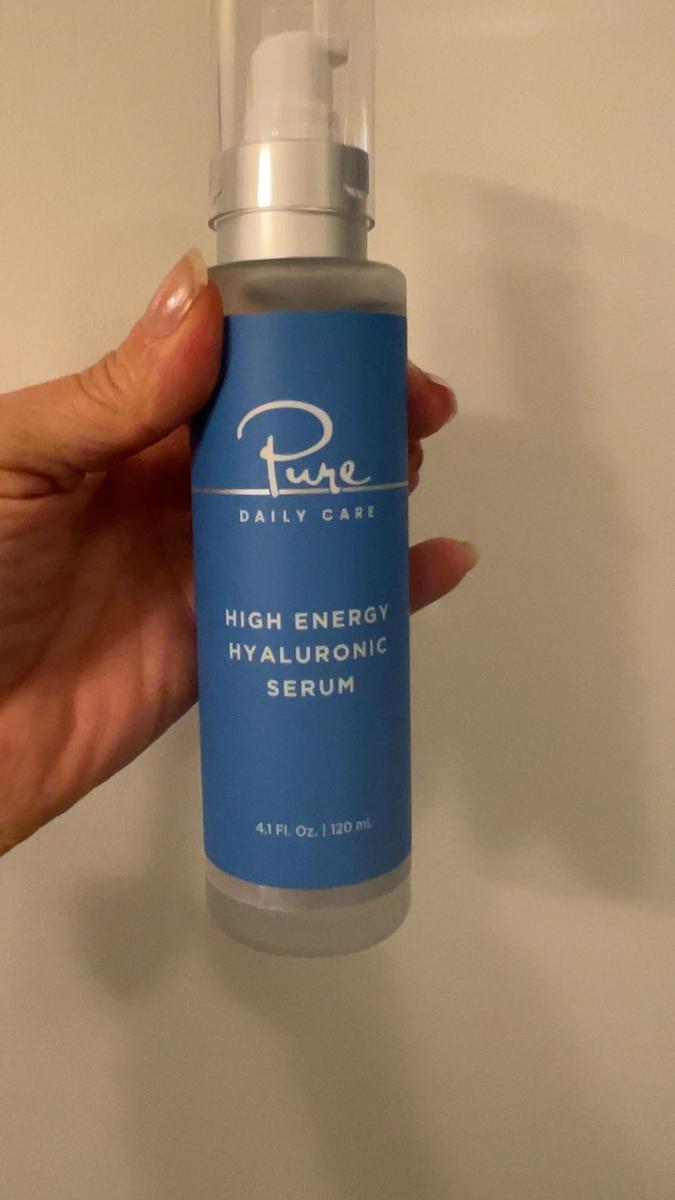 Pure
DAILY CARE
HIGH ENERGY
HYALURONIC
SERUM
4.1 Fl. Oz. | 120 mL